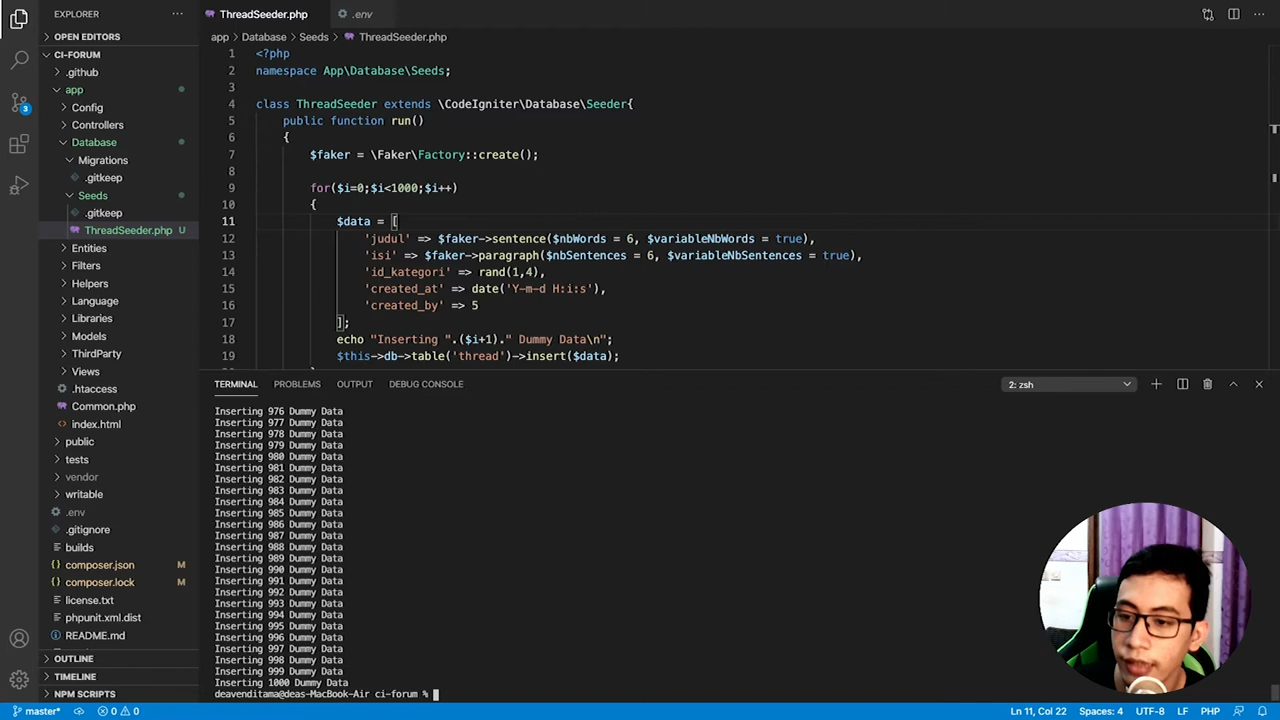 EXPLORER
OPEN EDITORS
CI-FORUM
.github
app
Config
Controllers
Database
Migrations
.gitkeep
Seeds
.gitkeep
ThreadSeeder.php U
Entities
Filters
Helpers
Language
Libraries
Models
ThirdParty
Views
.htaccess
Common.php
index.html
public
tests
vendor
writable
.env
.gitignore
builds
composer.json M
composer.lock M
license.txt
phpunit.xml.dist
README.md
OUTLINE
TIMELINE
NPM SCRIPTS
3
ThreadSeeder.php .env
app > Database > Seeds > ThreadSeeder.php
1 <?php
2 namespace App\Database\Seeds;
3
4 class ThreadSeeder extends \CodeIgniter\Database\Seeder{
5 public function run()
6 {
7 $faker = \Faker\Factory::create();
8
9 for($i=0;$i<1000;$i++)
10 {
11 $data = [
12 'judul' => $faker->sentence($nbWords = 6, $variableNbWords = true),
13 'isi' => $faker->paragraph($nbSentences = 6, $variableNbSentences = true),
14 'id_kategori' => rand(1,4),
15 'created_at' => date('Y-m-d H:i:s'),
16 'created_by' => 5
17 ];
18 echo "Inserting ".($i+1)." Dummy Data\n";
19 $this->db->table('thread')->insert($data);
TERMINAL PROBLEMS OUTPUT DEBUG CONSOLE 2: zsh
Inserting 976 Dummy Data
Inserting 977 Dummy Data
Inserting 978 Dummy Data
Inserting 979 Dummy Data
Inserting 980 Dummy Data
Inserting 981 Dummy Data
Inserting 982 Dummy Data
Inserting 983 Dummy Data
Inserting 984 Dummy Data
Inserting 985 Dummy Data
Inserting 986 Dummy Data
Inserting 987 Dummy Data
Inserting 988 Dummy Data
Inserting 989 Dummy Data
Inserting 990 Dummy Data
Inserting 991 Dummy Data
Inserting 992 Dummy Data
Inserting 993 Dummy Data
Inserting 994 Dummy Data
Inserting 995 Dummy Data
Inserting 996 Dummy Data
Inserting 997 Dummy Data
Inserting 998 Dummy Data
Inserting 999 Dummy Data
Inserting 1000 Dummy Data
deavenditama@deas-MacBook-Air ci-forum %
master* 0 0 Ln 11, Col 22 Spaces: 4 UTF-8 LF PHP